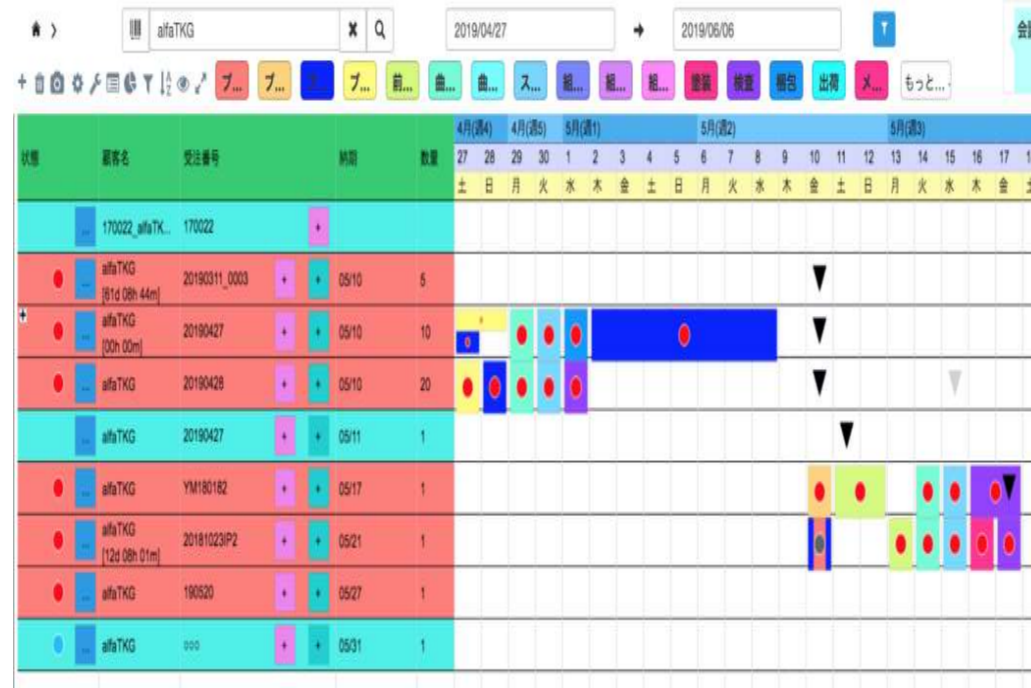 alfaTKG
2019/04/27
2019/06/06
会議
プ...
プ...
プ...
前...
曲...
曲...
ス...
組...
組...
組...
塗装
検査
梱包
出荷
メ...
もっと...
状態 顧客名 受注番号 納期 数量
4月(週4) 4月(週5) 5月(週1) 5月(週2) 5月(週3)
27 28 29 30 1 2 3 4 5 6 7 8 9 10 11 12 13 14 15 16 17
土 日 月 火 水 木 金 土 日 月 火 水 木 金 土 日 月 火 水 木 金
... 170022_alfaTK... 170022 +
alfaTK​G
... 20190311_0003 + + 05/10 5
[61d 08h 44m]
alfaTKG
... 20190427 + + 05/10 10
[00h 00m]
... alfaTKG 20190428 + + 05/10 20
... alfaTKG 20190427 + + 05/11 1
... alfaTKG YM180182 + + 05/17 1
alfaTKG
... 20181023IP2 + + 05/21 1
[12d 08h 01m]
... alfaTKG 190520 + + 05/27 1
... alfaTKG ○○○ + + 05/31 1